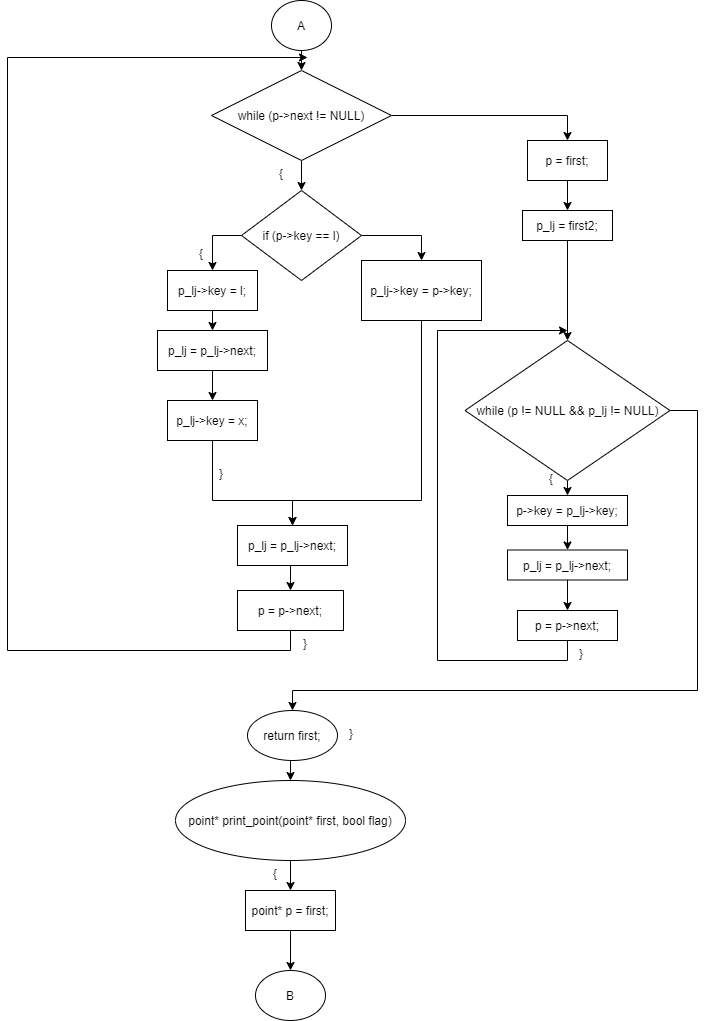 A
while (p->next != NULL)
{
if (p->key == l)
{
p_lj->key = l;
p_lj = p_lj->next;
p_lj->key = x;
}
p_lj->key = p->key;
p_lj = p_lj->next;
p = p->next;
}
p = first;
p_lj = first2;
while (p != NULL && p_lj != NULL)
{
p->key = p_lj->key;
p_lj = p_lj->next;
p = p->next;
}
return first;
}
point* print_point(point* first, bool flag)
{
point* p = first;
B